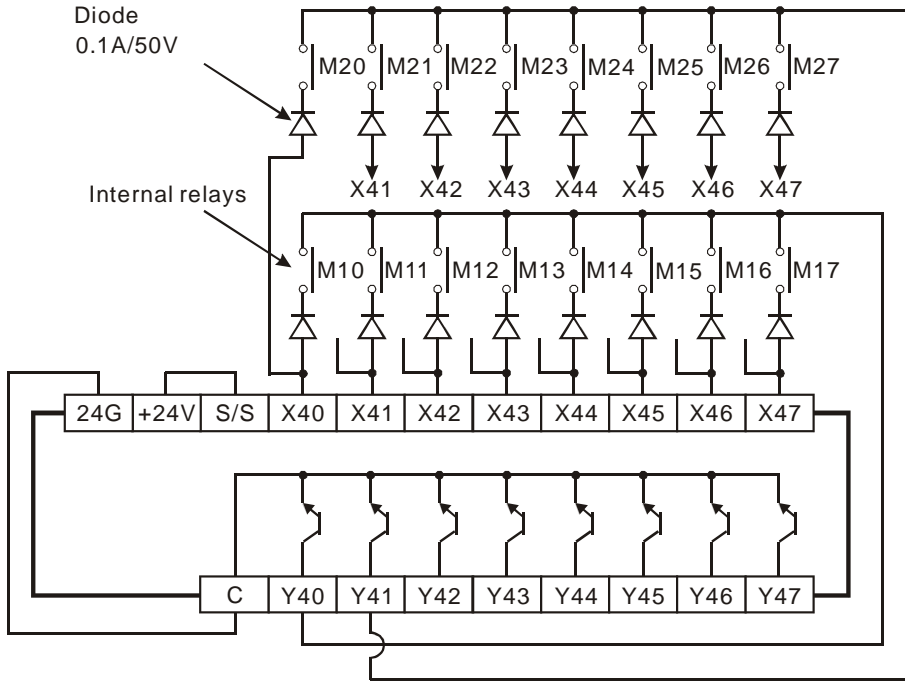 Diode
0.1A/50V
M20 M21 M22 M23 M24 M25 M26 M27
X41 X42 X43 X44 X45 X46 X47
Internal relays
M10 M11 M12 M13 M14 M15 M16 M17
24G +24V S/S X40 X41 X42 X43 X44 X45 X46 X47
C Y40 Y41 Y42 Y43 Y44 Y45 Y46 Y47